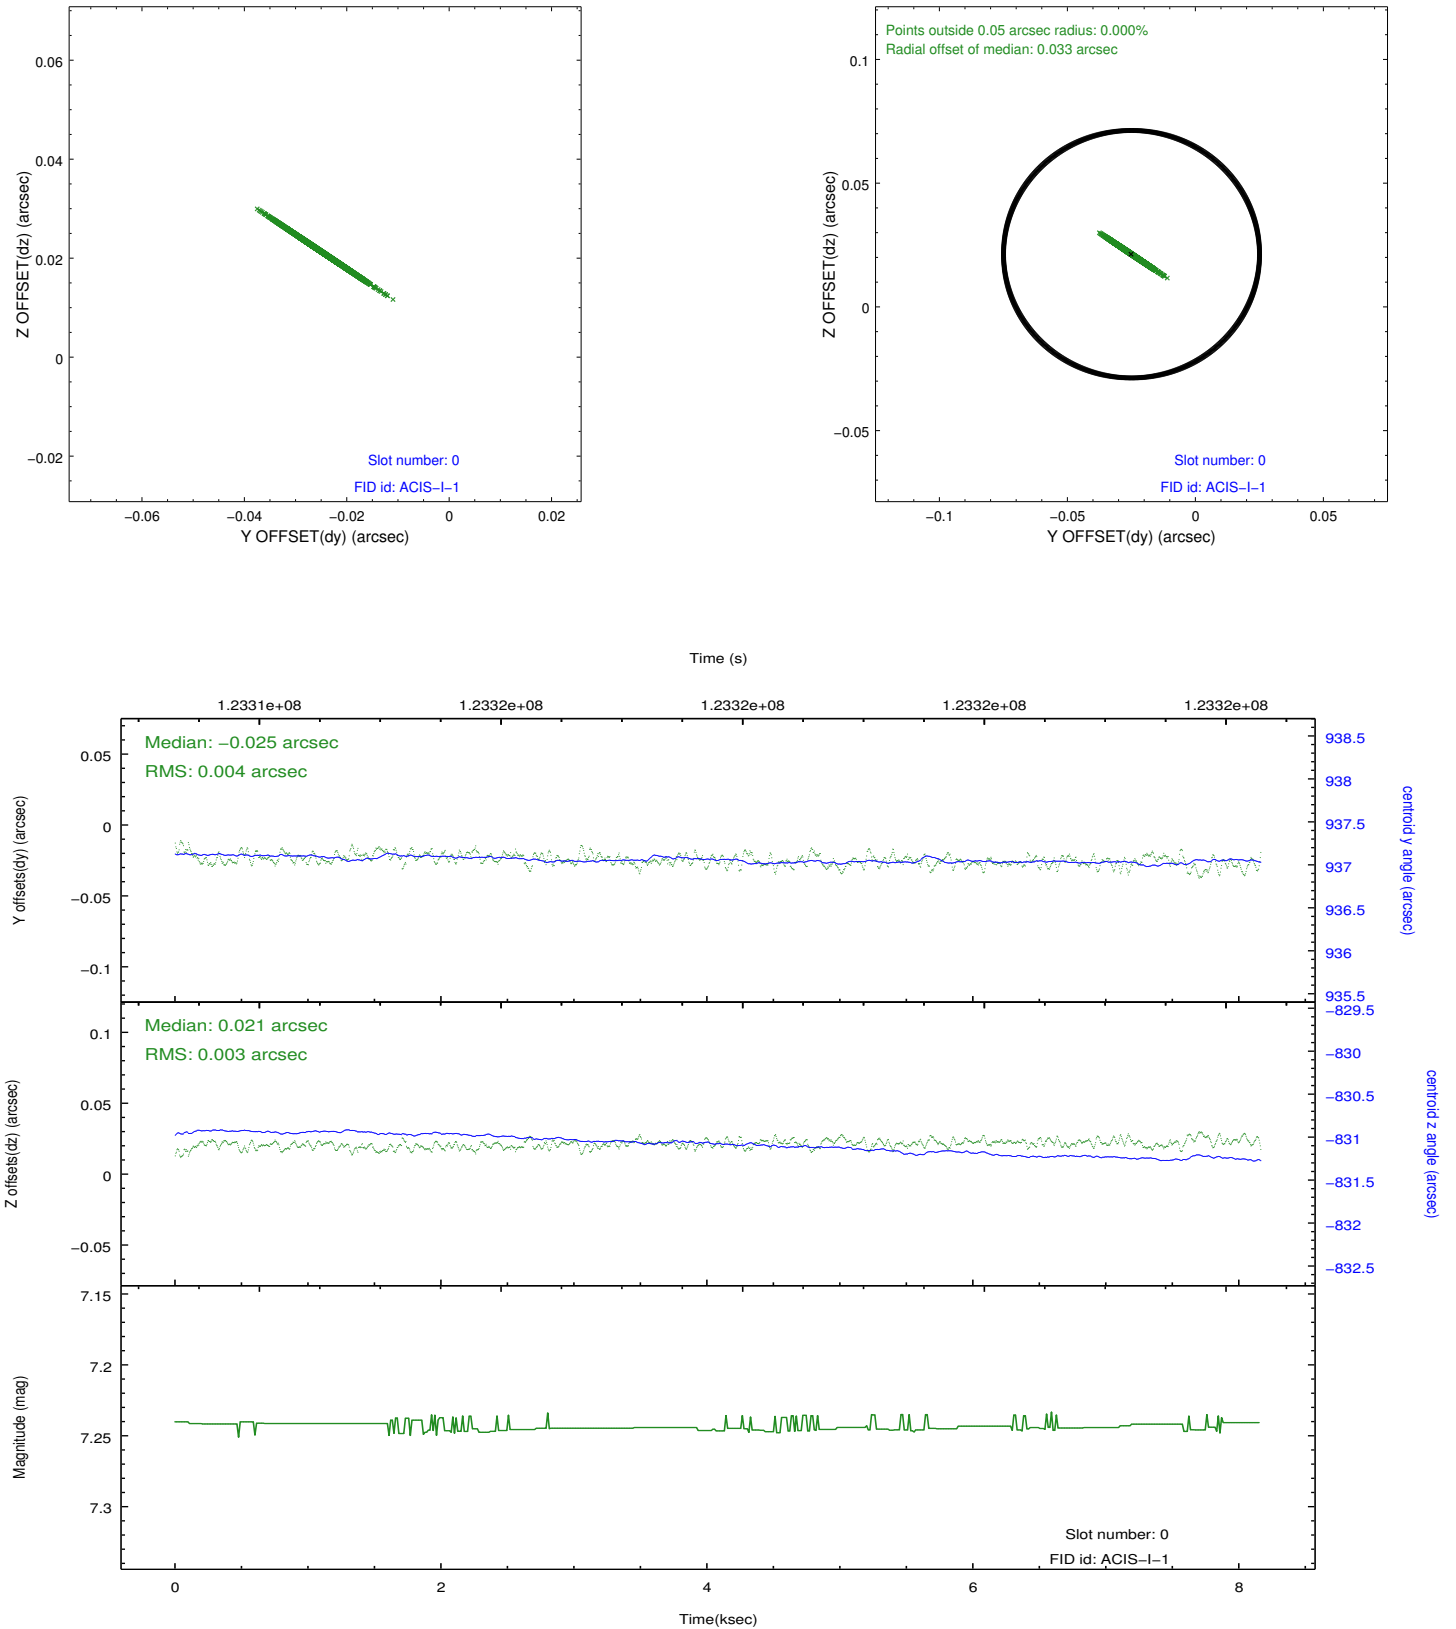 0.06
0.04
0.02
0
−0.02
Z OFFSET(dz) (arcsec)
Slot number: 0
FID id: ACIS−I−1
−0.06 −0.04 −0.02 0 0.02
Y OFFSET(dy) (arcsec)
Points outside 0.05 arcsec radius: 0.000%
Radial offset of median: 0.033 arcsec
0.1
0.05
0
−0.05
Z OFFSET(dz) (arcsec)
Slot number: 0
FID id: ACIS−I−1
−0.1 −0.05 0 0.05
Y OFFSET(dy) (arcsec)
Time (s)
1.2331e+08 1.2332e+08 1.2332e+08 1.2332e+08 1.2332e+08
Median: −0.025 arcsec
RMS: 0.004 arcsec
0.05
0
−0.05
−0.1
Y offsets(dy) (arcsec)
938.5
938
937.5
937
936.5
936
935.5
centroid y angle (arcsec)
Median: 0.021 arcsec
RMS: 0.003 arcsec
0.1
0.05
0
−0.05
Z offsets(dz) (arcsec)
−829.5
−830
−830.5
−831
−831.5
−832
−832.5
centroid z angle (arcsec)
7.15
7.2
7.25
7.3
Magnitude (mag)
Slot number: 0
FID id: ACIS−I−1
0 2 4 6 8
Time(ksec)